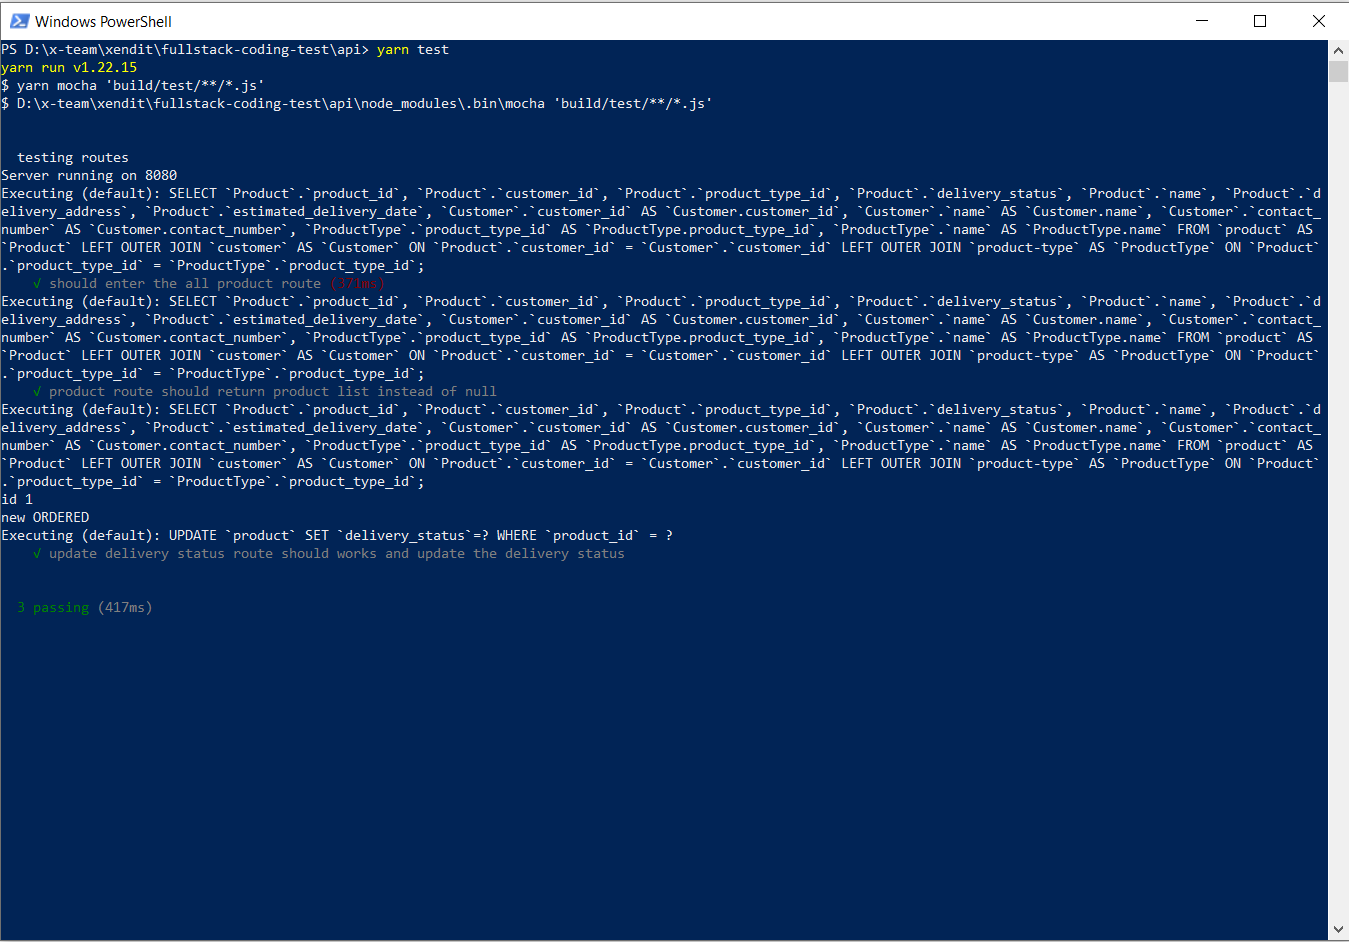 Windows PowerShell
PS D:\x-team\xendit\fullstack-coding-test\api> yarn test
yarn run v1.22.15
$ yarn mocha 'build/test/**/*.js'
$ D:\x-team\xendit\fullstack-coding-test\api\node_modules\.bin\mocha 'build/test/**/*.js'
testing routes
Server running on 8080
Executing (default): SELECT `Product`.`product_id`, `Product`.`customer_id`, `Product`.`product_type_id`, `Product`.`delivery_status`, `Product`.`name`, `Product`.`d
elivery_address`, `Product`.`estimated_delivery_date`, `Customer`.`customer_id` AS `Customer.customer_id`, `Customer`.`name` AS `Customer.name`, `Customer`.`contact_
number` AS `Customer.contact_number`, `ProductType`.`product_type_id` AS `ProductType.product_type_id`, `ProductType`.`name` AS `ProductType.name` FROM `product` AS
`Product` LEFT OUTER JOIN `customer` AS `Customer` ON `Product`.`customer_id` = `Customer`.`customer_id` LEFT OUTER JOIN `product-type` AS `ProductType` ON `Product`
.`product_type_id` = `ProductType`.`product_type_id`;
√ should enter the all product route (371ms)
Executing (default): SELECT `Product`.`product_id`, `Product`.`customer_id`, `Product`.`product_type_id`, `Product`.`delivery_status`, `Product`.`name`, `Product`.`d
elivery_address`, `Product`.`estimated_delivery_date`, `Customer`.`customer_id` AS `Customer.customer_id`, `Customer`.`name` AS `Customer.name`, `Customer`.`contact_
number` AS `Customer.contact_number`, `ProductType`.`product_type_id` AS `ProductType.product_type_id`, `ProductType`.`name` AS `ProductType.name` FROM `product` AS
`Product` LEFT OUTER JOIN `customer` AS `Customer` ON `Product`.`customer_id` = `Customer`.`customer_id` LEFT OUTER JOIN `product-type` AS `ProductType` ON `Product`
.`product_type_id` = `ProductType`.`product_type_id`;
√ product route should return product list instead of null
Executing (default): SELECT `Product`.`product_id`, `Product`.`customer_id`, `Product`.`product_type_id`, `Product`.`delivery_status`, `Product`.`name`, `Product`.`d
elivery_address`, `Product`.`estimated_delivery_date`, `Customer`.`customer_id` AS `Customer.customer_id`, `Customer`.`name` AS `Customer.name`, `Customer`.`contact_
number` AS `Customer.contact_number`, `ProductType`.`product_type_id` AS `ProductType.product_type_id`, `ProductType`.`name` AS `ProductType.name` FROM `product` AS
`Product` LEFT OUTER JOIN `customer` AS `Customer` ON `Product`.`customer_id` = `Customer`.`customer_id` LEFT OUTER JOIN `product-type` AS `ProductType` ON `Product`
.`product_type_id` = `ProductType`.`product_type_id`;
id 1
new ORDERED
Executing (default): UPDATE `product` SET `delivery_status`=? WHERE `product_id` = ?
√ update delivery status route should works and update the delivery status
3 passing (417ms)